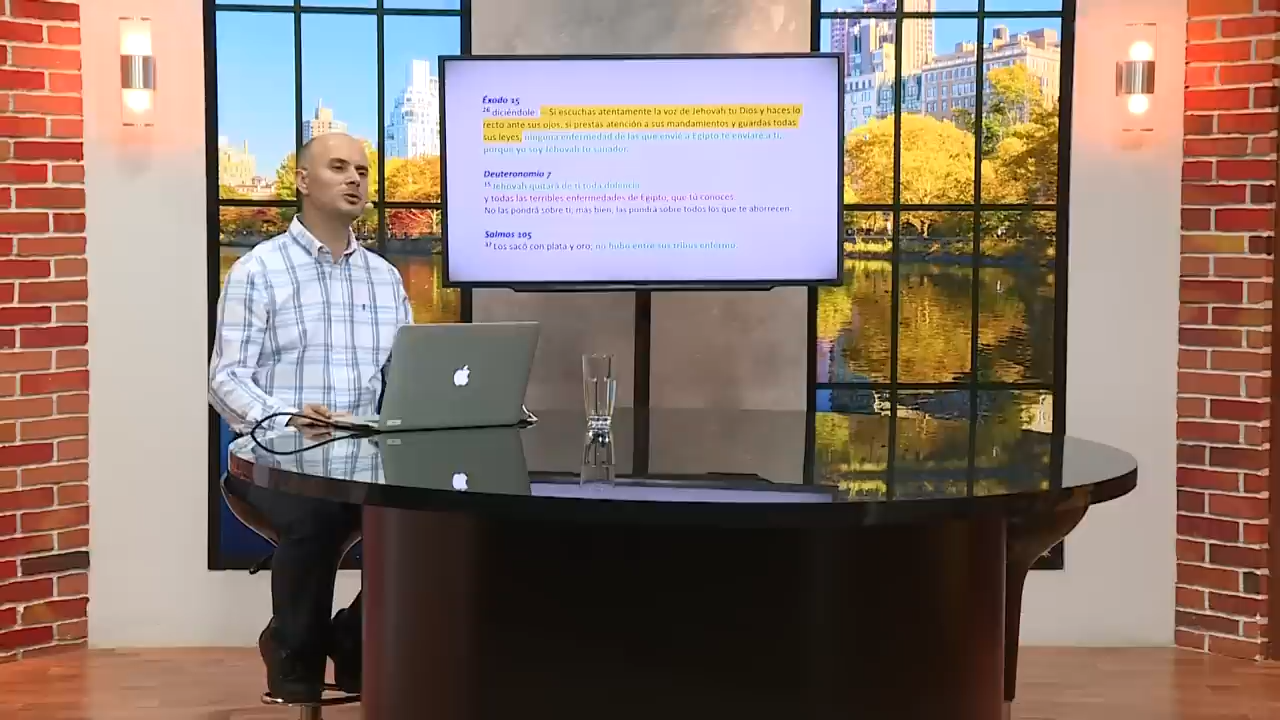 Éxodo 15
26 diciéndole: —Si escuchas atentamente la voz de Jehovah tu Dios y haces lo
recto ante sus ojos, si prestas atención a sus mandamientos y guardas todas
sus leyes, ninguna enfermedad de las que envié a Egipto te enviaré a ti,
porque yo soy Jehovah tu sanador.
Deuteronomio 7
15 Jehovah quitará de ti toda dolencia
y todas las terribles enfermedades de Egipto, que tú conoces.
No las pondrá sobre ti; más bien, las pondrá sobre todos los que te aborrecen.
Salmos 105
37 Los sacó con plata y oro; no hubo entre sus tribus enfermo.